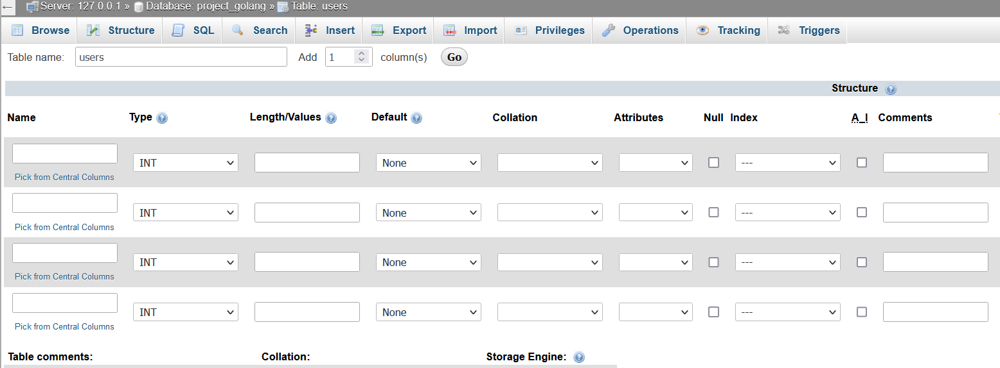 Server: 127.0.0.1 » Database: project_golang » Table: users
Browse Structure SQL Search Insert Export Import Privileges Operations Tracking Triggers
Table name: users Add 1 column(s) Go
Structure
Name Type Length/Values Default Collation Attributes Null Index A_I Comments
INT None ---
Pick from Central Columns
INT None ---
Pick from Central Columns
INT None ---
Pick from Central Columns
INT None ---
Pick from Central Columns
Table comments: Collation: Storage Engine: